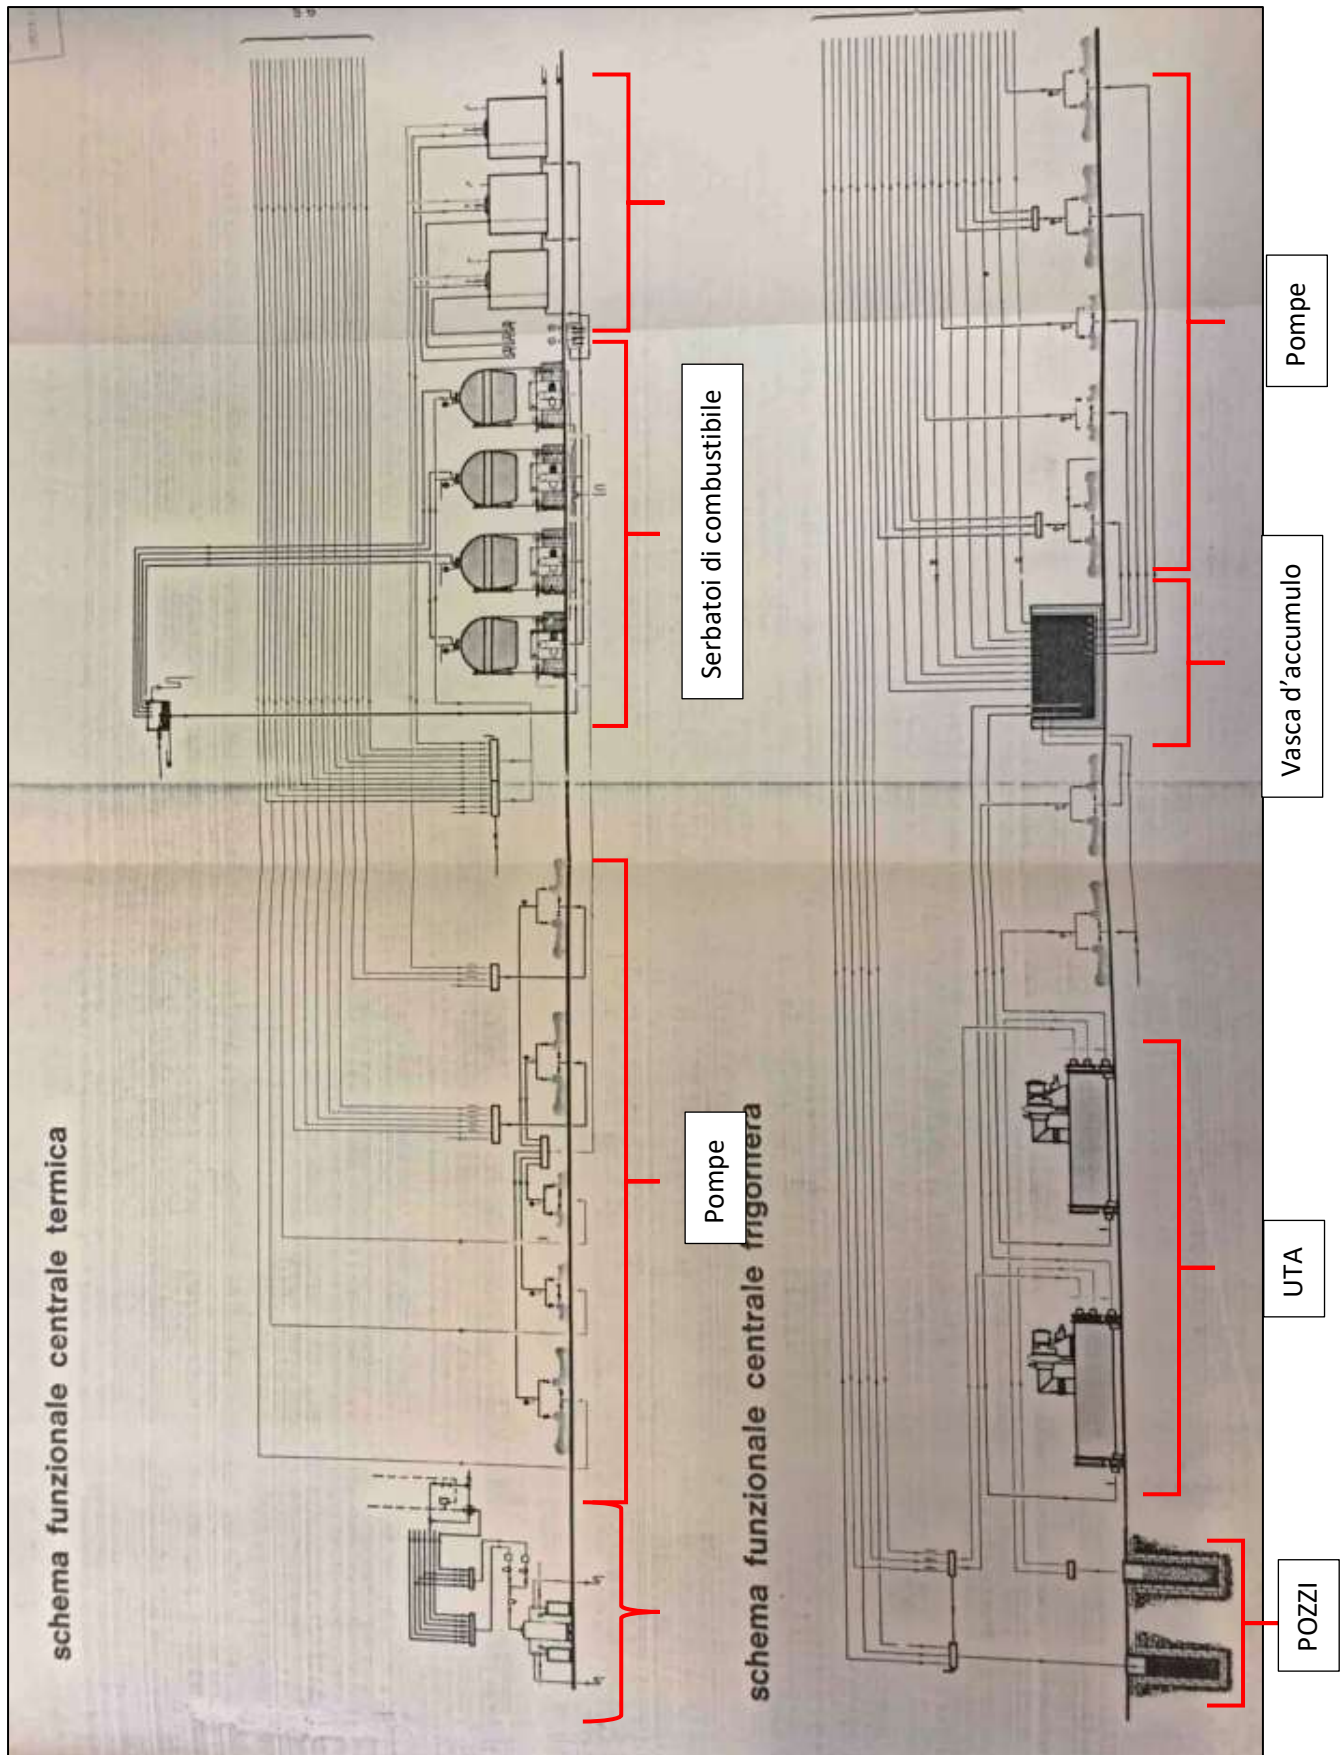 schema funzionale centrale termica
Serbatoi di combustibile
Pompe
schema funzionale centrale frigorifera
POZZI
UTA
Vasca d'accumulo
Pompe